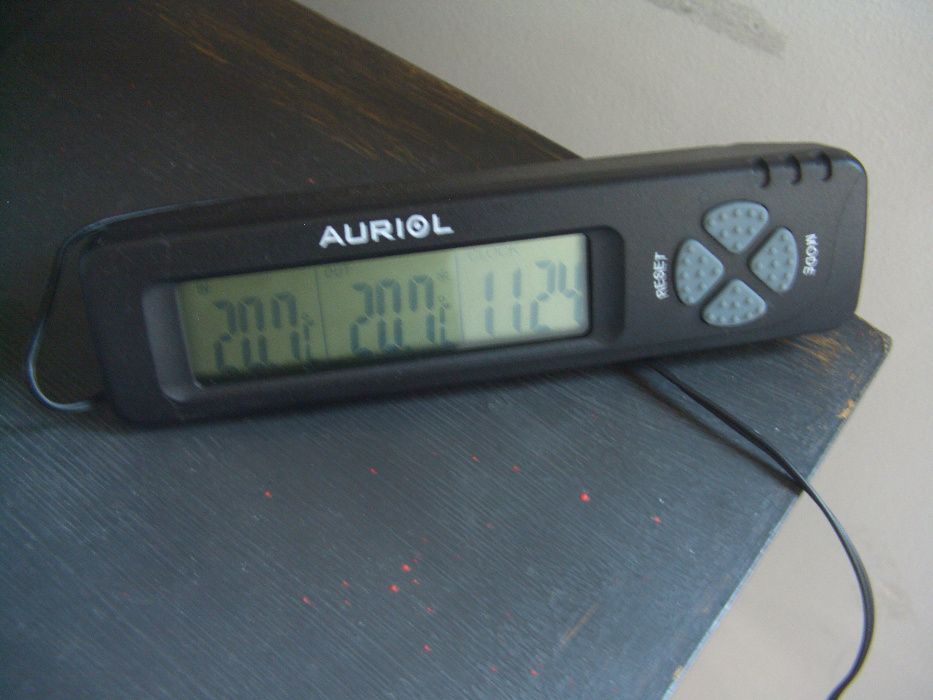 AURIOL
IN OUT CLOCK
20.7°C 20.7°C 11:24
RESET
MODE